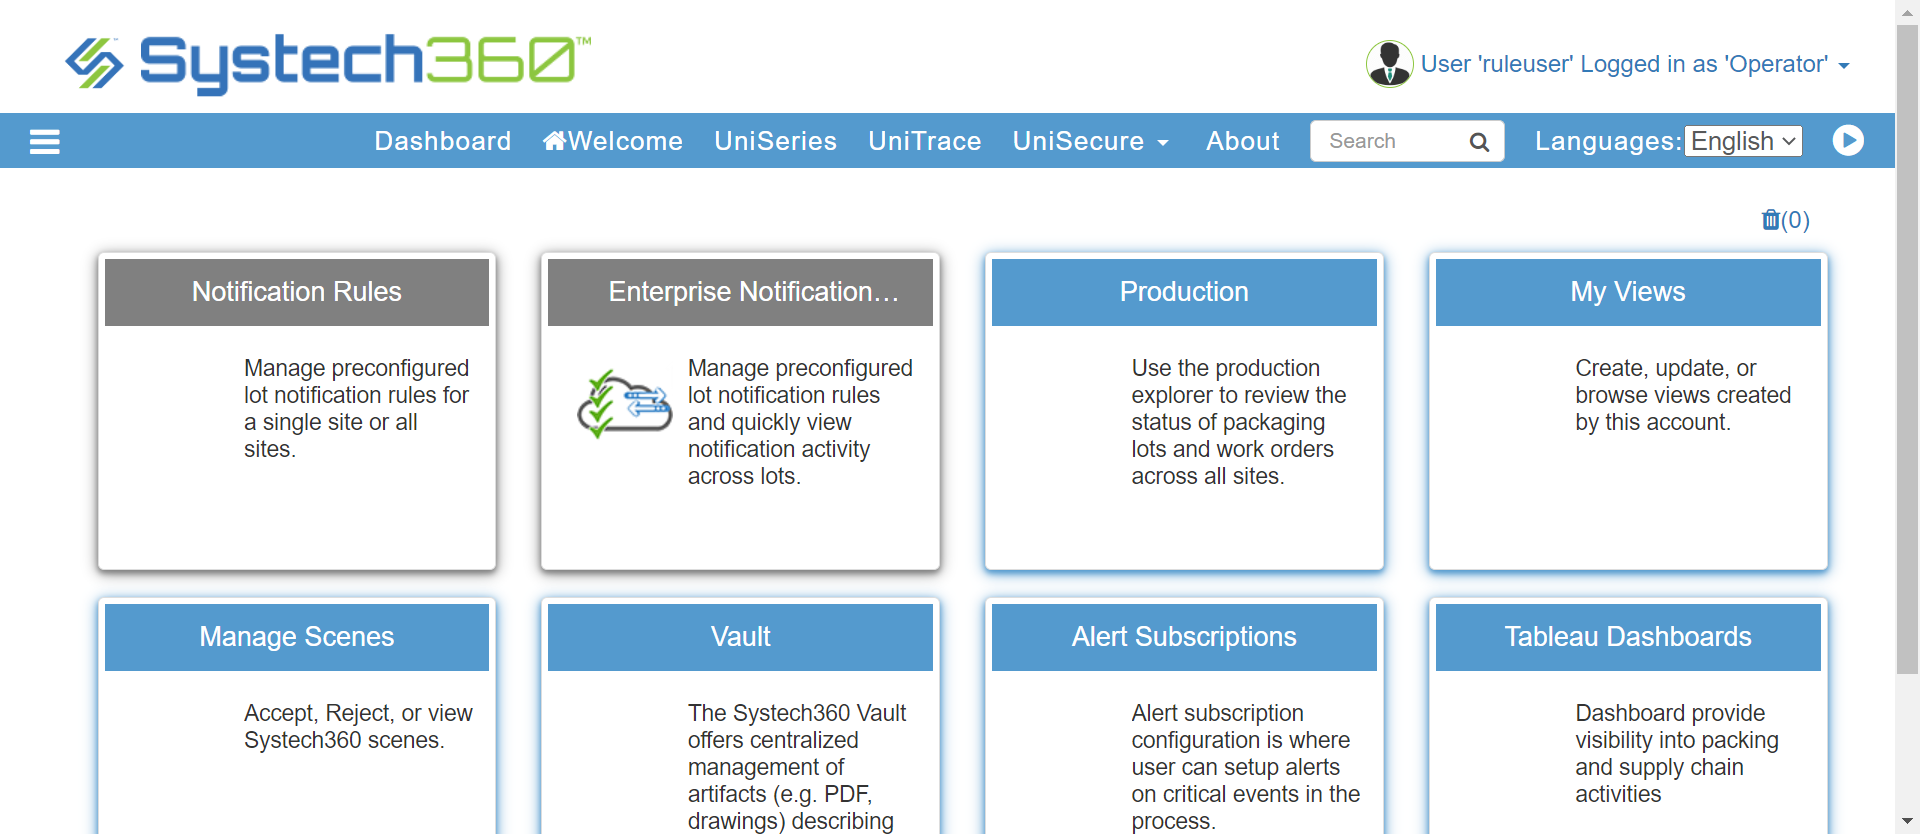 Systech360™
User 'ruleuser' Logged in as 'Operator'
Dashboard Welcome UniSeries UniTrace UniSecure About Search Languages: English
(0)
Notification Rules
Manage preconfigured
lot notification rules for
a single site or all
sites.
Enterprise Notification...
Manage preconfigured
lot notification rules
and quickly view
notification activity
across lots.
Production
Use the production
explorer to review the
status of packaging
lots and work orders
across all sites.
My Views
Create, update, or
browse views created
by this account.
Manage Scenes
Accept, Reject, or view
Systech360 scenes.
Vault
The Systech360 Vault
offers centralized
management of
artifacts (e.g. PDF,
drawings) describing
Alert Subscriptions
Alert subscription
configuration is where
user can setup alerts
on critical events in the
process.
Tableau Dashboards
Dashboard provide
visibility into packing
and supply chain
activities